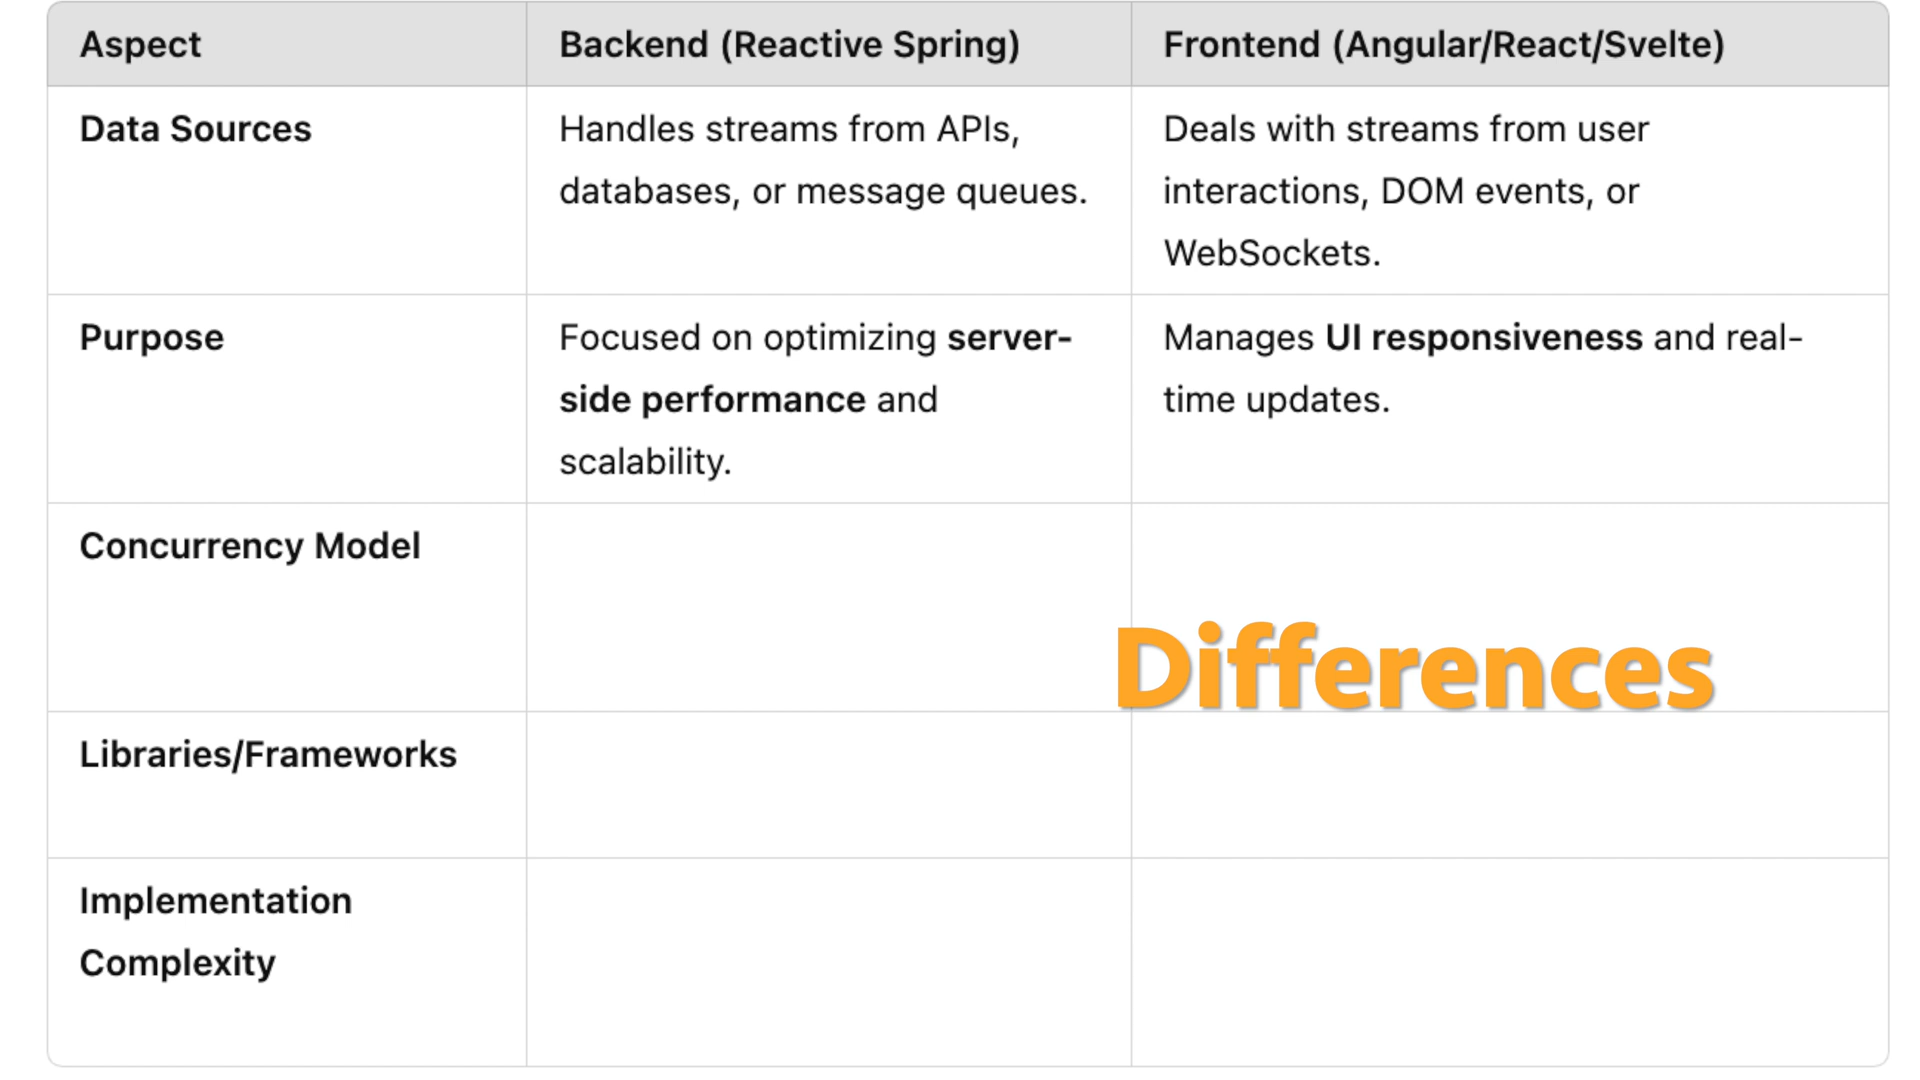 Aspect
Backend (Reactive Spring)
Frontend (Angular/React/Svelte)
Data Sources
Handles streams from APIs,
databases, or message queues.
Deals with streams from user
interactions, DOM events, or
WebSockets.
Purpose
Focused on optimizing server-
side performance and
scalability.
Manages UI responsiveness and real-
time updates.
Concurrency Model
Differences
Libraries/Frameworks
Implementation
Complexity